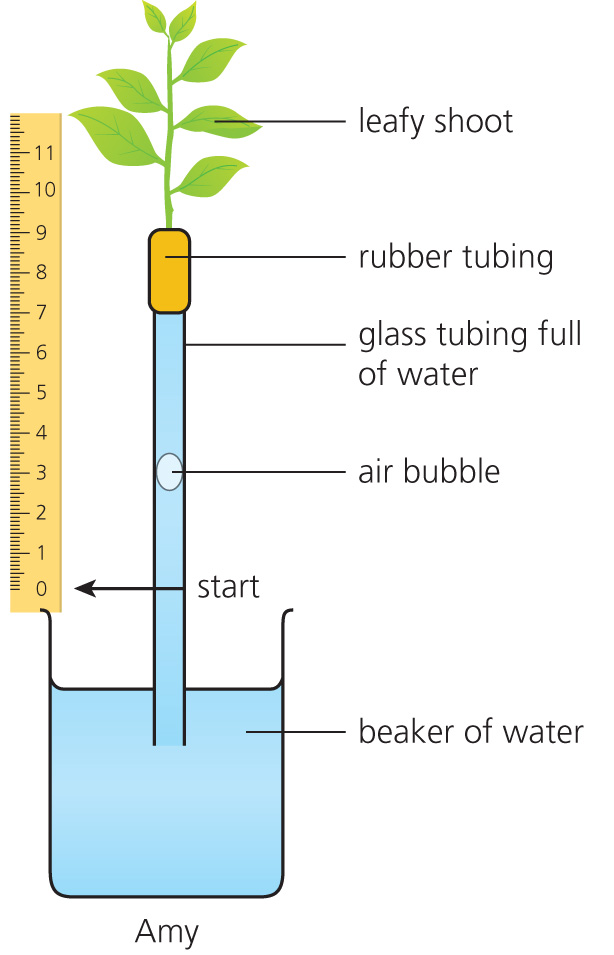 leafy shoot
11
10
9
rubber tubing
8
7
glass tubing full
of water
6
5
4
air bubble
3
2
1
0
start
beaker of water
Amy